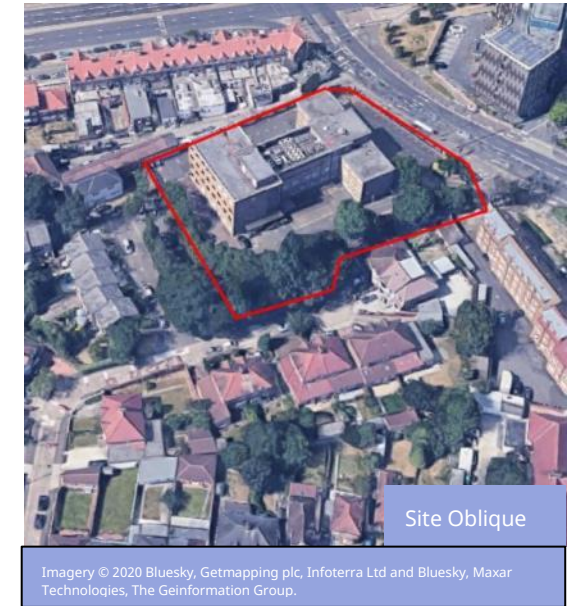 Site Oblique
Imagery © 2020 Bluesky, Getmapping plc, Infoterra Ltd and Bluesky, Maxar
Technologies, The Geinformation Group.